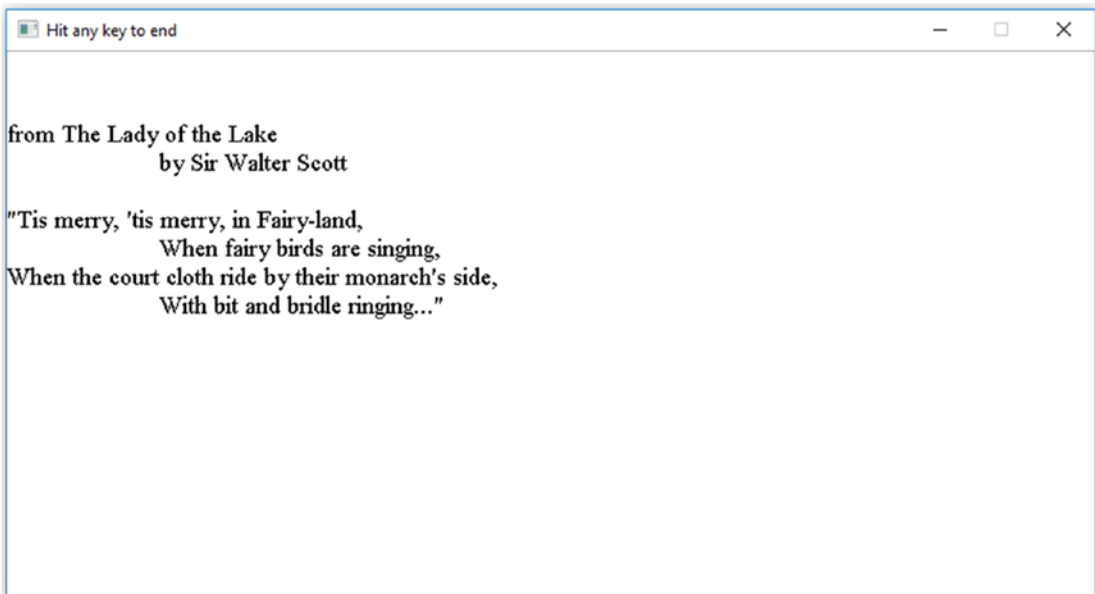 Hit any key to end
from The Lady of the Lake
by Sir Walter Scott
"Tis merry, 'tis merry, in Fairy-land,
When fairy birds are singing,
When the court cloth ride by their monarch's side,
With bit and bridle ringing..."